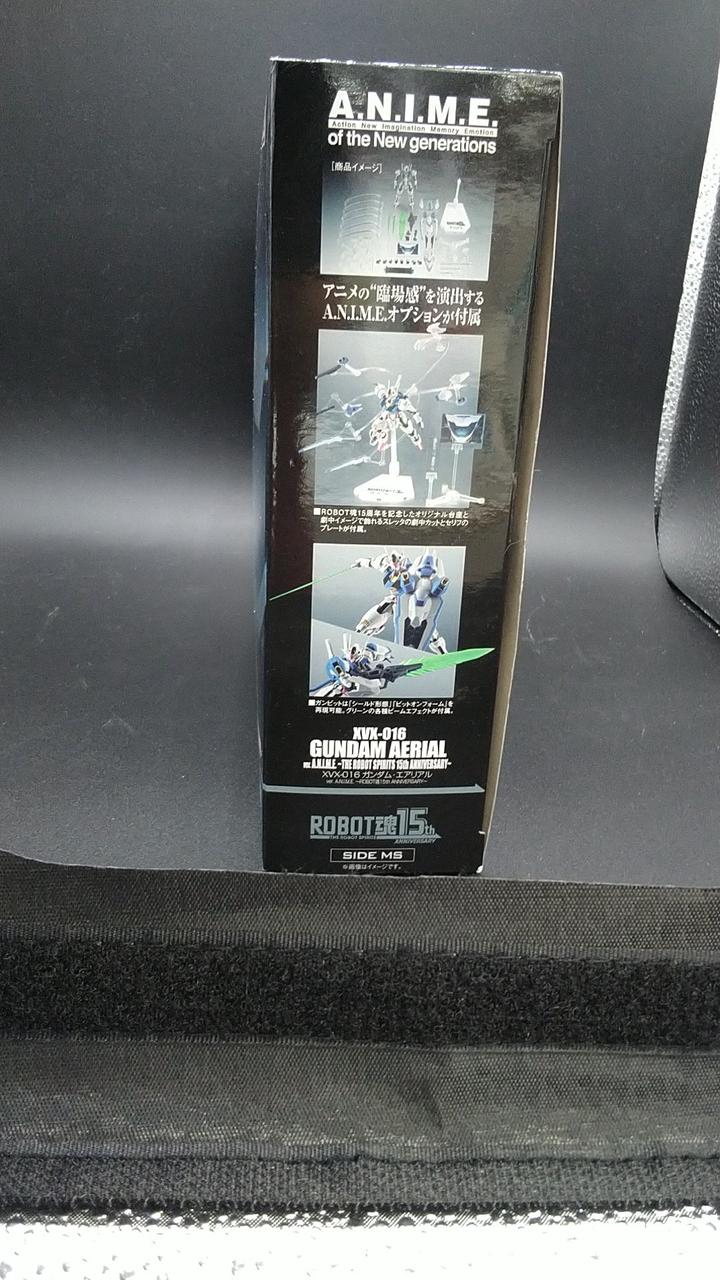 A.N.I.M.E.
Action New Imagination Memory Emotion
of the New generations
[商品イメージ]
アニメの“臨場感”を演出する
A.N.I.M.E.オプションが付属
■ROBOT魂15周年を記念したオリジナル台座と
劇中イメージで飾れるスレッタの劇中カットとセリフの
プレートが付属。
■ガンビットは「シールド形態」「ビットオンフォーム」を
再現可能。グリーンの各種ビームエフェクトが付属。
XVX-016
GUNDAM AERIAL
ver. A.N.I.M.E. ~THE ROBOT SPIRITS 15th ANNIVERSARY~
XVX-016 ガンダム・エアリアル
ver. A.N.I.M.E. ~ROBOT魂 15th ANNIVERSARY~
ROBOT魂 15th
THE ROBOT SPIRITS ANNIVERSARY
SIDE MS
※画像はイメージです。